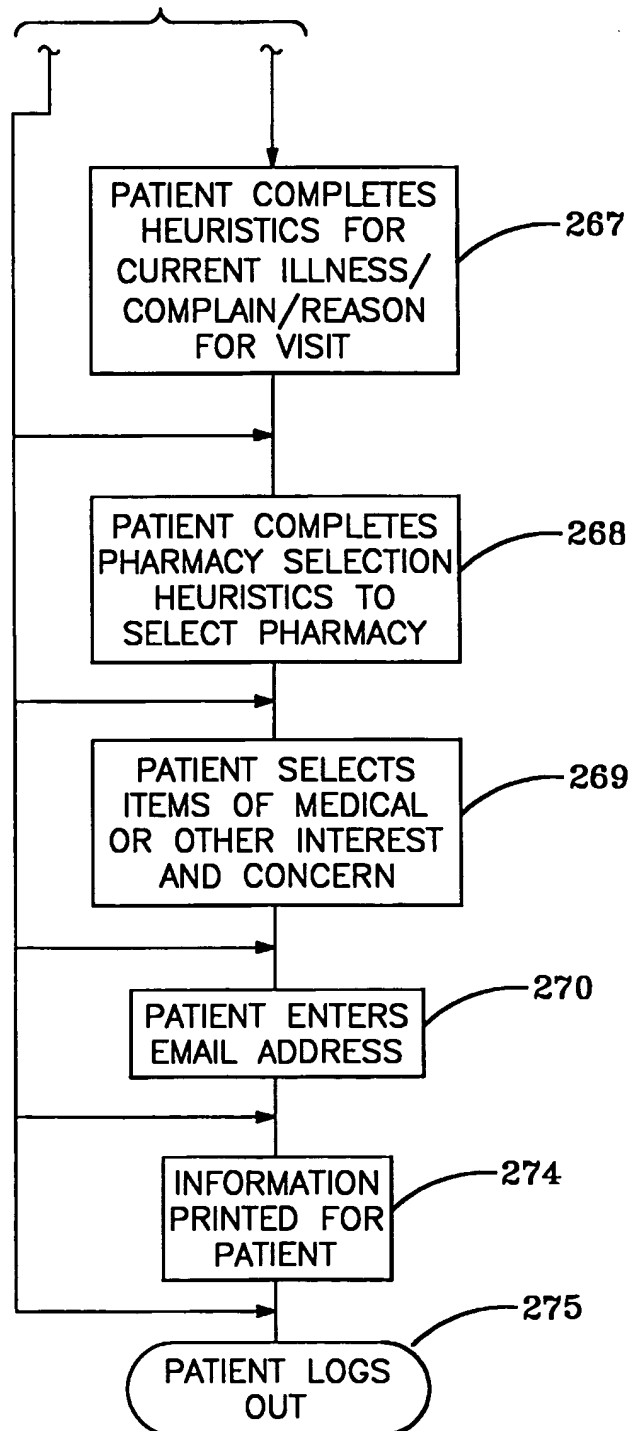 PATIENT COMPLETES
HEURISTICS FOR
CURRENT ILLNESS/
COMPLAIN/REASON
FOR VISIT
267
PATIENT COMPLETES
PHARMACY SELECTION
HEURISTICS TO
SELECT PHARMACY
268
PATIENT SELECTS
ITEMS OF MEDICAL
OR OTHER INTEREST
AND CONCERN
269
PATIENT ENTERS
EMAIL ADDRESS
270
INFORMATION
PRINTED FOR
PATIENT
274
PATIENT LOGS
OUT
275